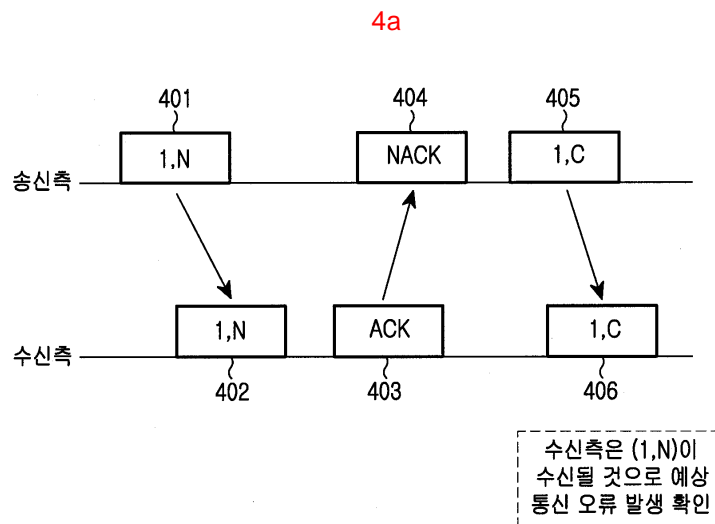 4a
401
404
405
1,N
NACK
1,C
송신측
1,N
ACK
1,C
수신측
402
403
406
수신측은 (1,N)이
수신될 것으로 예상
통신 오류 발생 확인